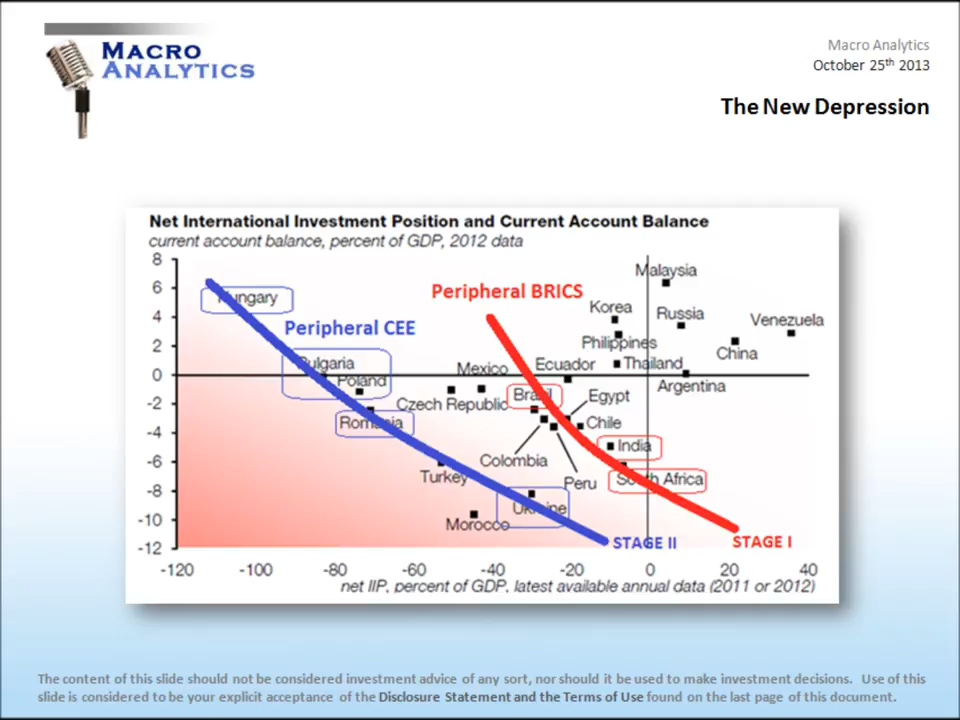 MACRO
ANALYTICS
Macro Analytics
October 25th 2013
The New Depression
Net International Investment Position and Current Account Balance
current account balance, percent of GDP, 2012 data
8
6
4
2
0
-2
-4
-6
-8
-10
-12
-120
-100
-80
-60
-40
-20
0
20
40
net IIP, percent of GDP, latest available annual data (2011 or 2012)
Peripheral CEE
Peripheral BRICS
Hungary
Bulgaria
Poland
Romania
Czech Republic
Mexico
Turkey
Morocco
Ukraine
Colombia
Peru
Brazil
Ecuador
Egypt
Chile
India
South Africa
Korea
Philippines
Thailand
Malaysia
Russia
Argentina
China
Venezuela
STAGE II
STAGE I
The content of this slide should not be considered investment advice of any sort, nor should it be used to make investment decisions. Use of this
slide is considered to be your explicit acceptance of the Disclosure Statement and the Terms of Use found on the last page of this document.